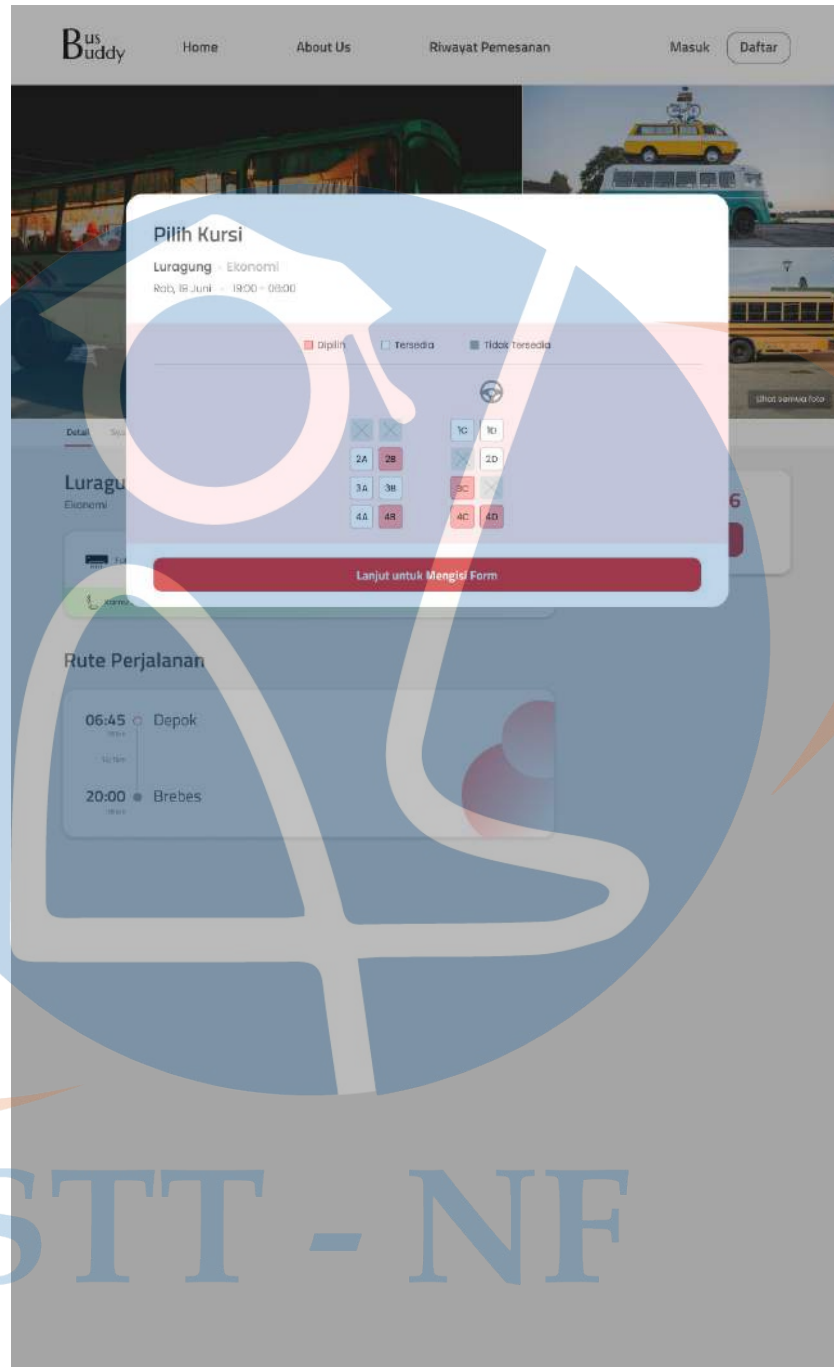 Bus Buddy Home About Us Riwayat Pemesanan Masuk Daftar
Pilih Kursi
Luragung Ekonomi
Rab, 19 Juni 19:00 - 06:00
Dipilih Tersedia Tidak Tersedia
Lihat semua foto
1C 1D
Detail
2A 2B 2D
Luragu
3A 3B 3C
Ekonomi
6
4A 4B 4C 4D
Lanjut untuk Mengisi Form
Rute Perjalanan
06:45 Depok
20:00 Brebes
STT - NF